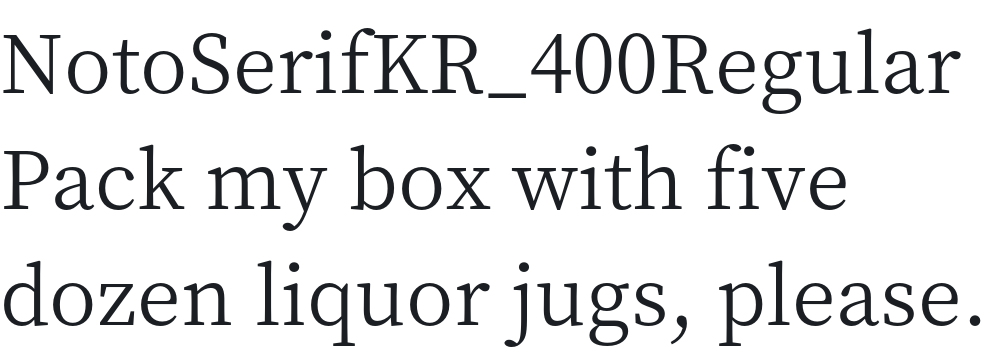 NotoSerifKR_400Regular
Pack my box with five
dozen liquor jugs, please.